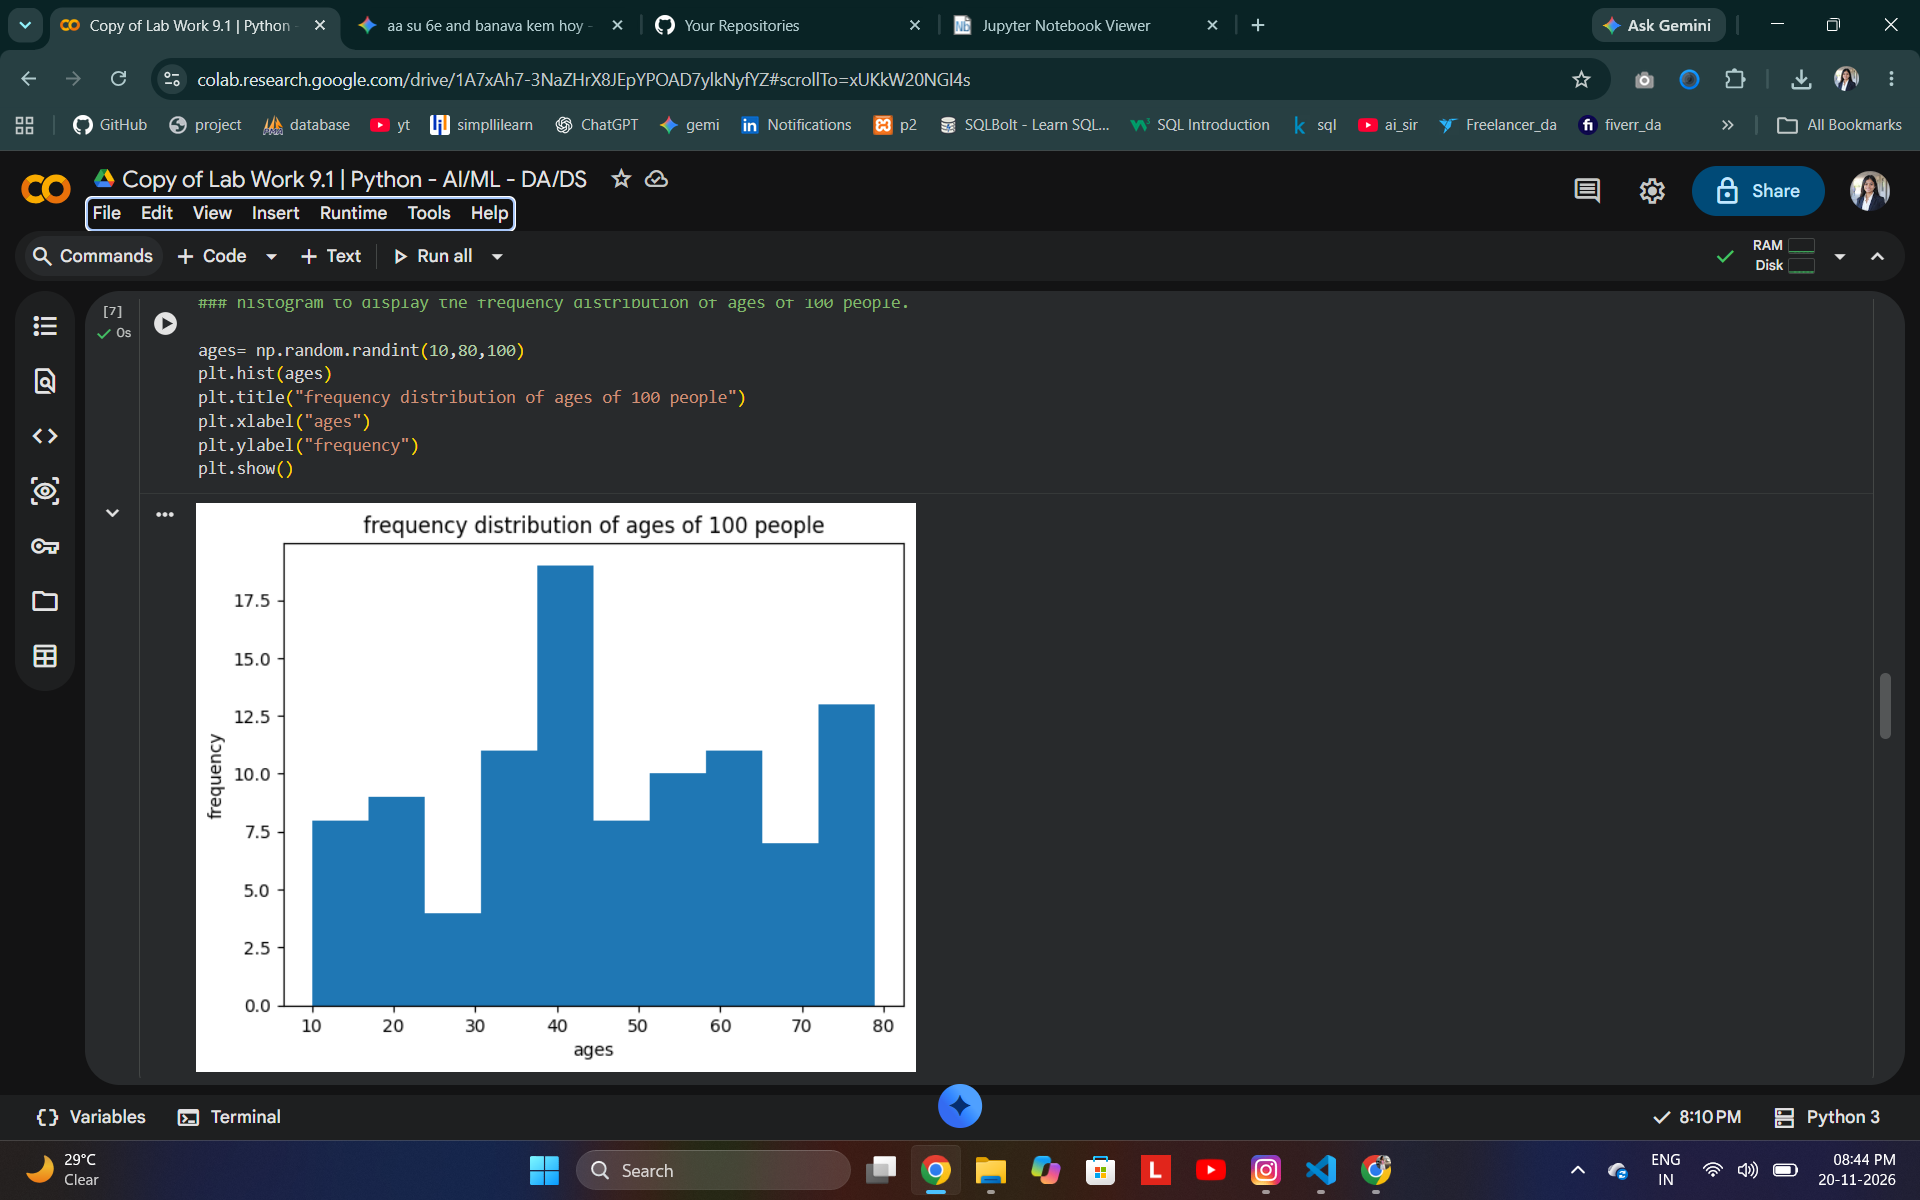 Copy of Lab Work 9.1 | Python -
aa su 6e and banava kem hoy -
Your Repositories
Jupyter Notebook Viewer
Ask Gemini
colab.research.google.com/drive/1A7xAh7-3NaZHrX8JEpYPOAD7ylkNyfYZ#scrollTo=xUKkW20NGI4s
GitHub project database yt simpllilearn ChatGPT gemi Notifications p2 SQLBolt - Learn SQL... SQL Introduction sql ai_sir Freelancer_da fiverr_da » All Bookmarks
Copy of Lab Work 9.1 | Python - AI/ML - DA/DS
Share
File Edit View Insert Runtime Tools Help
Commands + Code + Text Run all
RAM
Disk
[7]
0s
### histogram to display the frequency distribution of ages of 100 people.
ages= np.random.randint(10,80,100)
plt.hist(ages)
plt.title("frequency distribution of ages of 100 people")
plt.xlabel("ages")
plt.ylabel("frequency")
plt.show()
frequency distribution of ages of 100 people
17.5
15.0
12.5
10.0
7.5
5.0
2.5
0.0
frequency
10 20 30 40 50 60 70 80
ages
Variables Terminal
8:10 PM Python 3
29°C
Clear
Search
ENG
IN
08:44 PM
20-11-2026